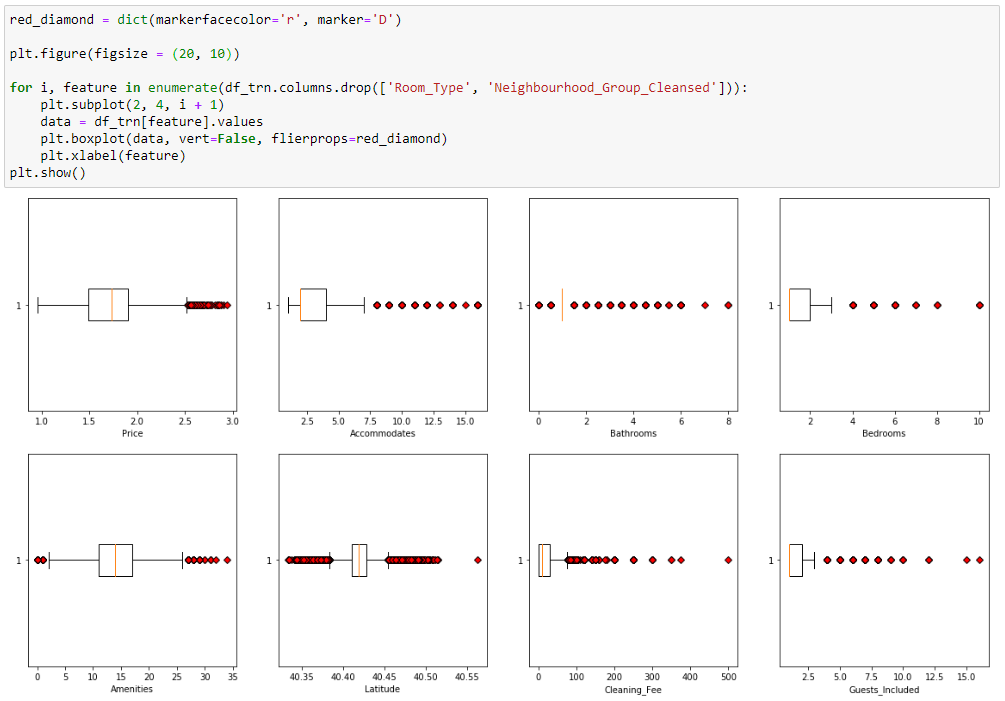 red_diamond = dict(markerfacecolor='r', marker='D')
plt.figure(figsize = (20, 10))
for i, feature in enumerate(df_trn.columns.drop(['Room_Type', 'Neighbourhood_Group_Cleansed'])):
    plt.subplot(2, 4, i + 1)
    data = df_trn[feature].values
    plt.boxplot(data, vert=False, flierprops=red_diamond)
    plt.xlabel(feature)
plt.show()
1
1.0 1.5 2.0 2.5 3.0
Price
1
2.5 5.0 7.5 10.0 12.5 15.0
Accommodates
1
0 2 4 6 8
Bathrooms
1
2 4 6 8 10
Bedrooms
1
0 5 10 15 20 25 30 35
Amenities
1
40.35 40.40 40.45 40.50 40.55
Latitude
1
0 100 200 300 400 500
Cleaning_Fee
1
2.5 5.0 7.5 10.0 12.5 15.0
Guests_Included